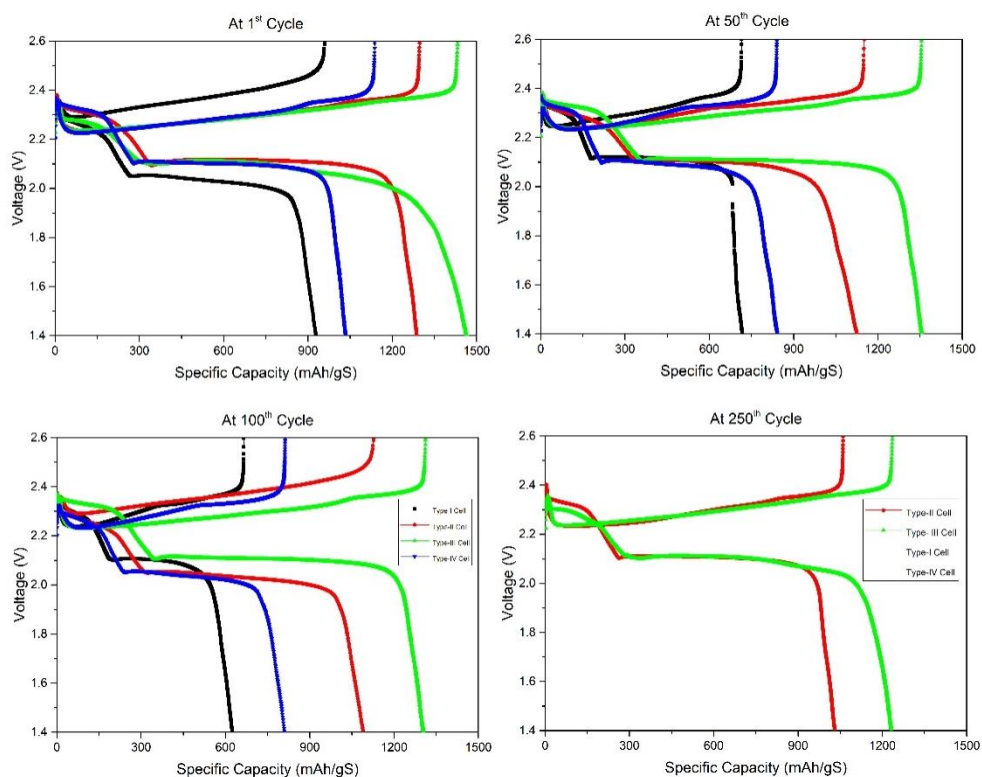 At 1st Cycle
2.6
2.4
2.2
2.0
1.8
1.6
1.4
Voltage (V)
0 300 600 900 1200 1500
Specific Capacity (mAh/gS)
At 50th Cycle
2.6
2.4
2.2
2.0
1.8
1.6
1.4
Voltage (V)
0 300 600 900 1200 1500
Specific Capacity (mAh/gS)
At 100th Cycle
2.6
2.4
2.2
2.0
1.8
1.6
1.4
Voltage (V)
Type I Cell
Type-II Cell
Type-III Cell
Type-IV Cell
0 300 600 900 1200 1500
Specific Capacity (mAh/gS)
At 250th Cycle
2.6
2.4
2.2
2.0
1.8
1.6
1.4
Voltage (V)
Type-II Cell
Type- III Cell
Type-I Cell
Type-IV Cell
0 300 600 900 1200 1500
Specific Capacity (mAh/gS)